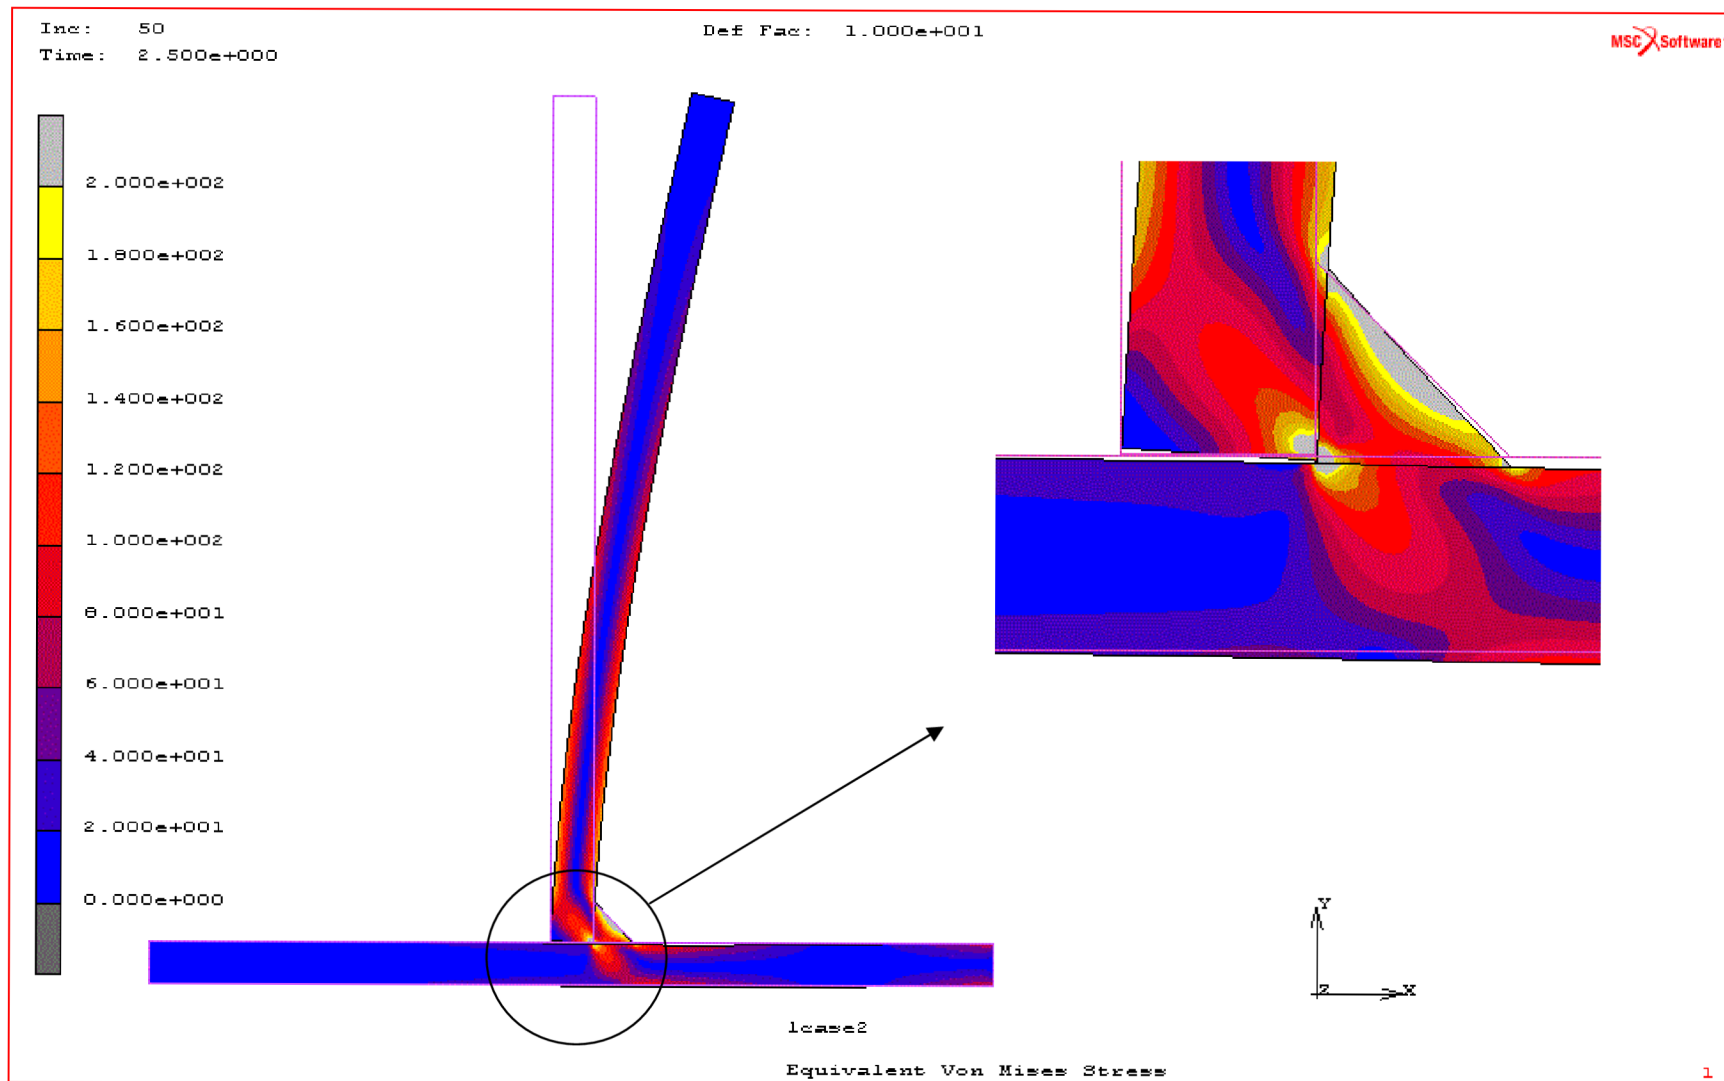 Inc: 50
Time: 2.500e+000
Def Fac: 1.000e+001
MSC Software
2.000e+002
1.800e+002
1.600e+002
1.400e+002
1.200e+002
1.000e+002
8.000e+001
6.000e+001
4.000e+001
2.000e+001
0.000e+000
Y
Z X
lcase2
Equivalent Von Mises Stress
1